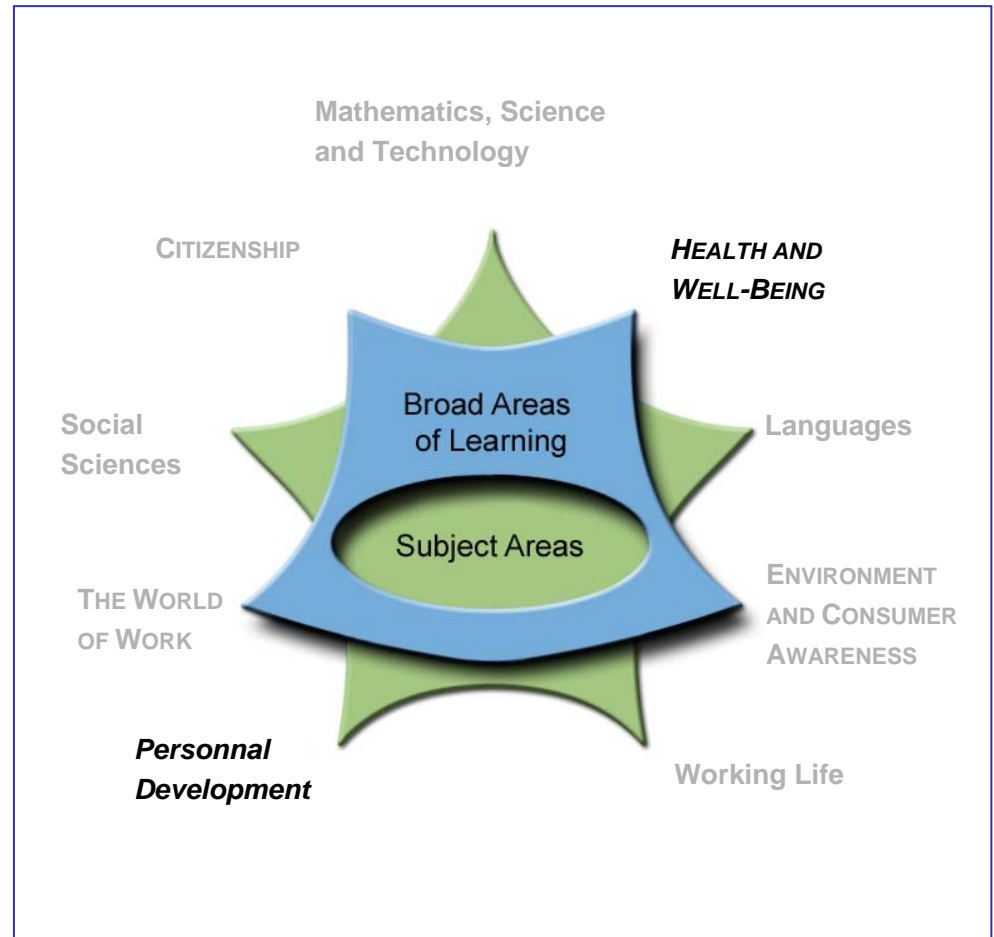 Mathematics, Science
and Technology
CITIZENSHIP
HEALTH AND
WELL-BEING
Broad Areas
of Learning
Social
Sciences
Languages
Subject Areas
THE WORLD
OF WORK
ENVIRONMENT
AND CONSUMER
AWARENESS
Personnal
Development
Working Life